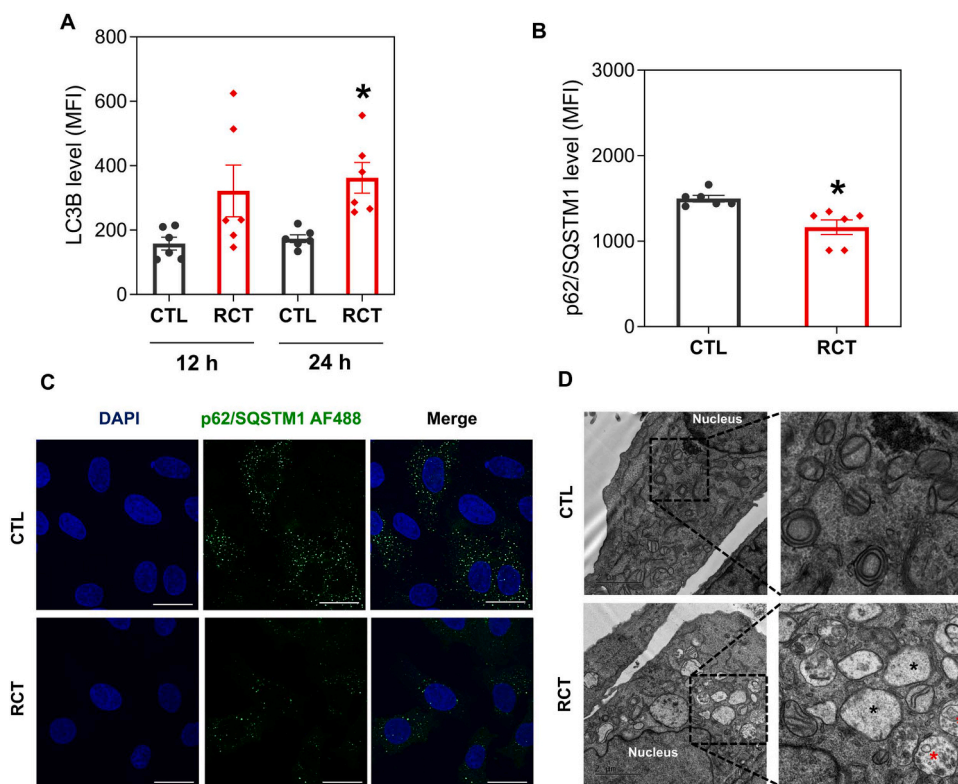 A
LC3B level (MFI)
800
600
400
200
0
*
CTL
RCT
CTL
RCT
12 h
24 h
B
p62/SQSTM1 level (MFI)
3000
2000
1000
0
*
CTL
RCT
C
DAPI
p62/SQSTM1 AF488
Merge
CTL
RCT
D
CTL
Nucleus
RCT
Nucleus
*
*
*